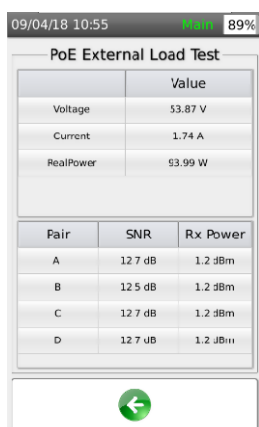 09/04/18 10:55 Main 89%
PoE External Load Test
Value
Voltage 53.87 V
Current 1.74 A
RealPower 93.99 W
Pair SNR Rx Power
A 12.7 dB 1.2 dBm
B 12.5 dB 1.2 dBm
C 12.7 dB 1.2 dBm
D 12.7 dB 1.2 dBm